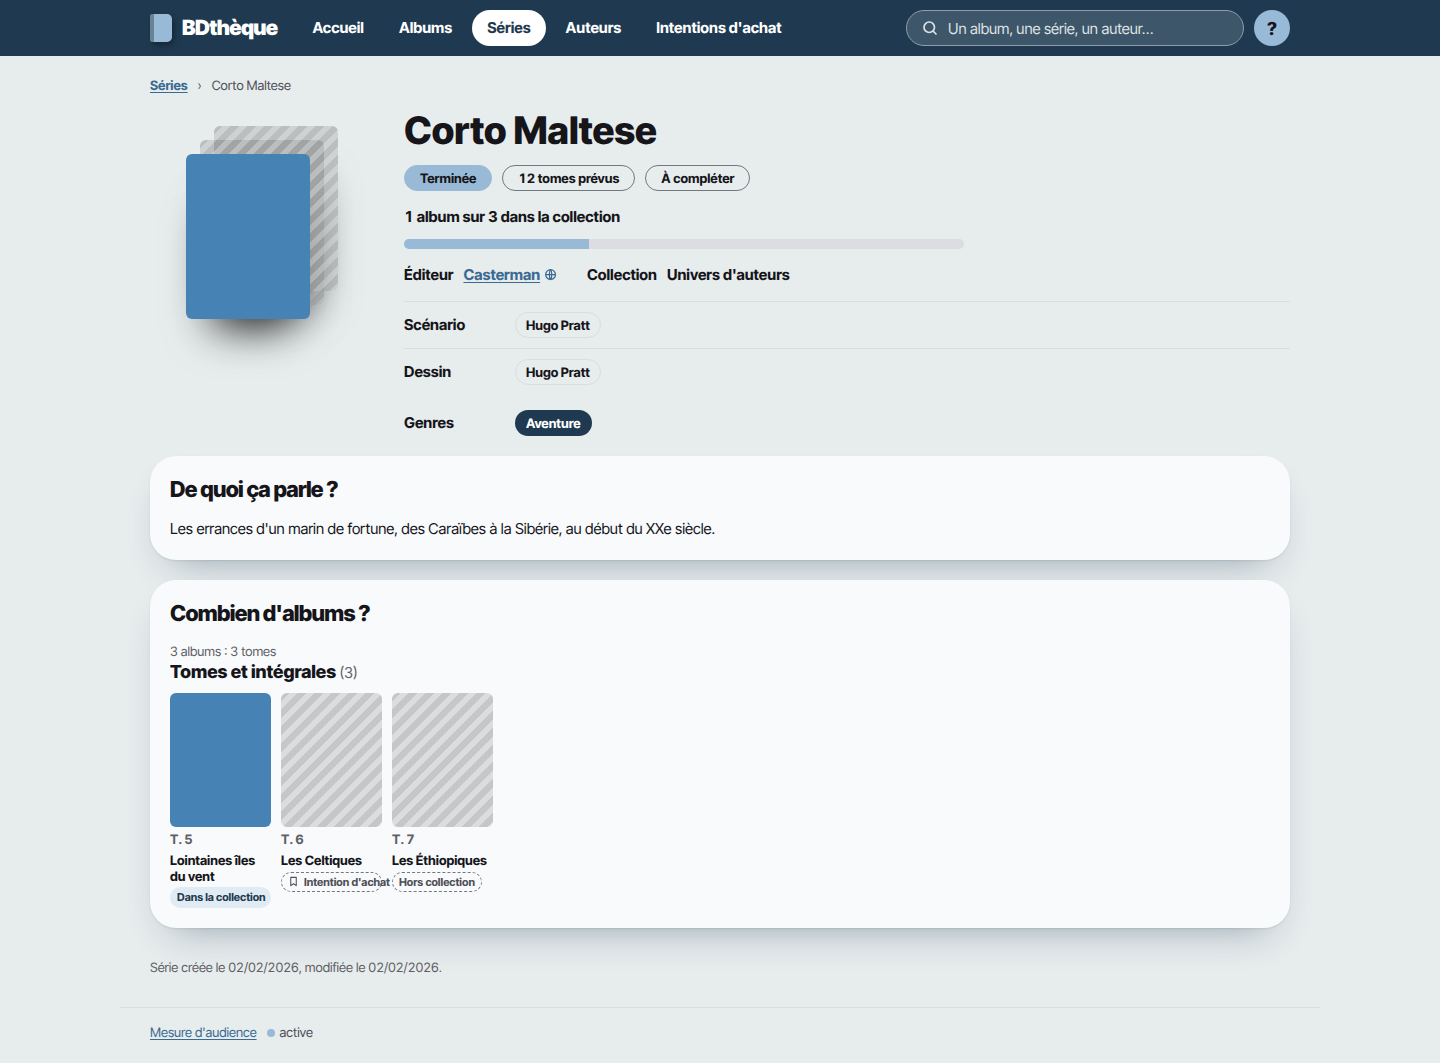 BDthèque Accueil Albums Séries Auteurs Intentions d'achat Un album, une série, un auteur... ?
Séries › Corto Maltese
Corto Maltese
Terminée 12 tomes prévus À compléter
1 album sur 3 dans la collection
Éditeur Casterman Collection Univers d'auteurs
Scénario Hugo Pratt
Dessin Hugo Pratt
Genres Aventure
De quoi ça parle ?
Les errances d'un marin de fortune, des Caraïbes à la Sibérie, au début du XXe siècle.
Combien d'albums ?
3 albums : 3 tomes
Tomes et intégrales (3)
T. 5
Lointaines îles
du vent
Dans la collection
T. 6
Les Celtiques
Intention d'achat
T. 7
Les Éthiopiques
Hors collection
Série créée le 02/02/2026, modifiée le 02/02/2026.
Mesure d'audience active